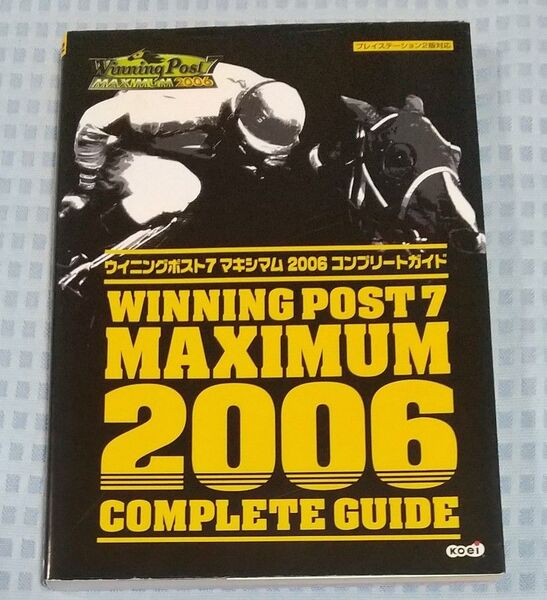 Winning Post 7
MAXIMUM 2006
プレイステーション2版対応
ウイニングポスト7 マキシマム 2006 コンプリートガイド
WINNING POST 7
MAXIMUM
2006
COMPLETE GUIDE
KOEI